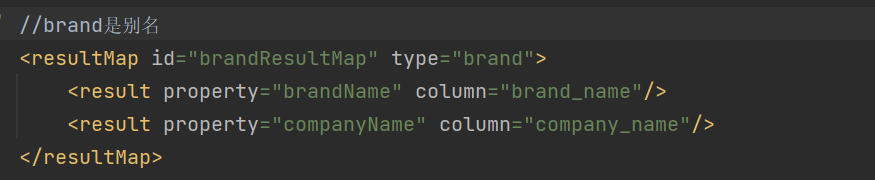 //brand是别名
<resultMap id="brandResultMap" type="brand">
    <result property="brandName" column="brand_name"/>
    <result property="companyName" column="company_name"/>
</resultMap>